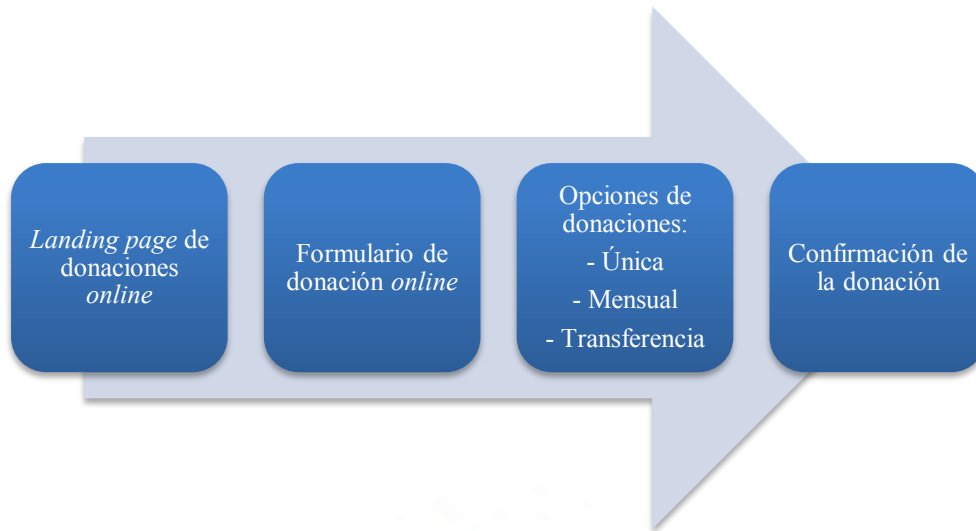 Landing page de
donaciones
online
Formulario de
donación online
Opciones de
donaciones:
- Única
- Mensual
- Transferencia
Confirmación de
la donación